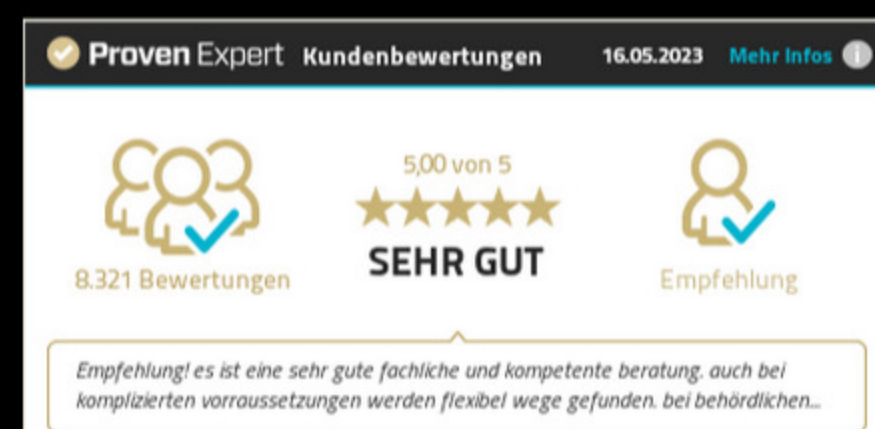 Proven Expert Kundenbewertungen 16.05.2023 Mehr Infos i
5,00 von 5
SEHR GUT
8.321 Bewertungen
Empfehlung
Empfehlung! es ist eine sehr gute fachliche und kompetente beratung. auch bei
komplizierten vorraussetzungen werden flexibel wege gefunden. bei behördlichen...